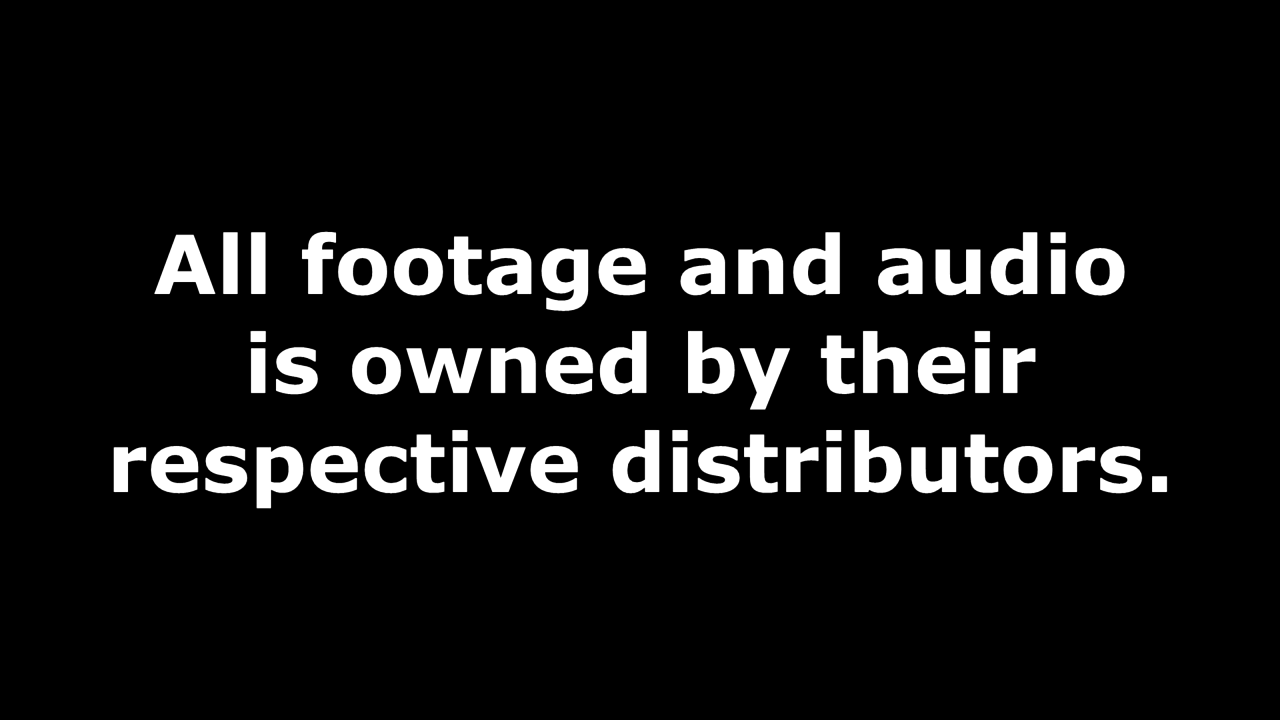 All footage and audio
is owned by their
respective distributors.